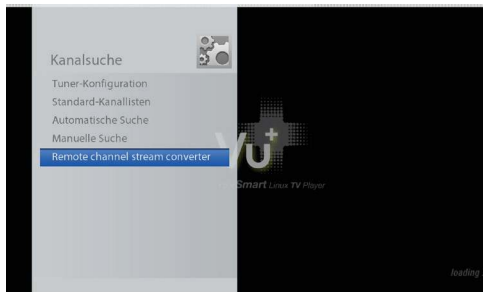 Kanalsuche
Tuner-Konfiguration
Standard-Kanallisten
Automatische Suche
Manuelle Suche
Remote channel stream converter
Vu+
Smart Linux TV Player
loading